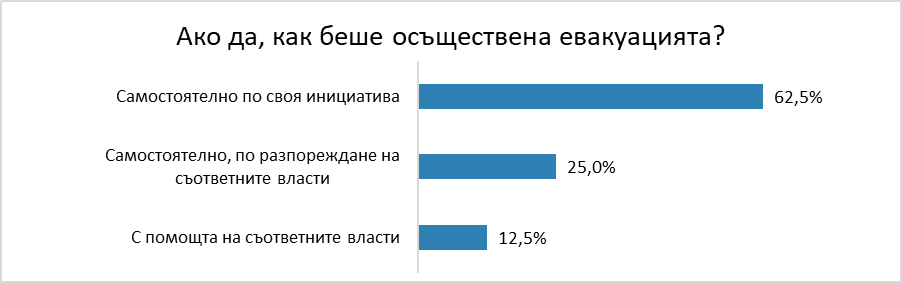 Ако да, как беше осъществена евакуацията?
Самостоятелно по своя инициатива
62,5%
Самостоятелно, по разпореждане на
съответните власти
25,0%
С помощта на съответните власти
12,5%